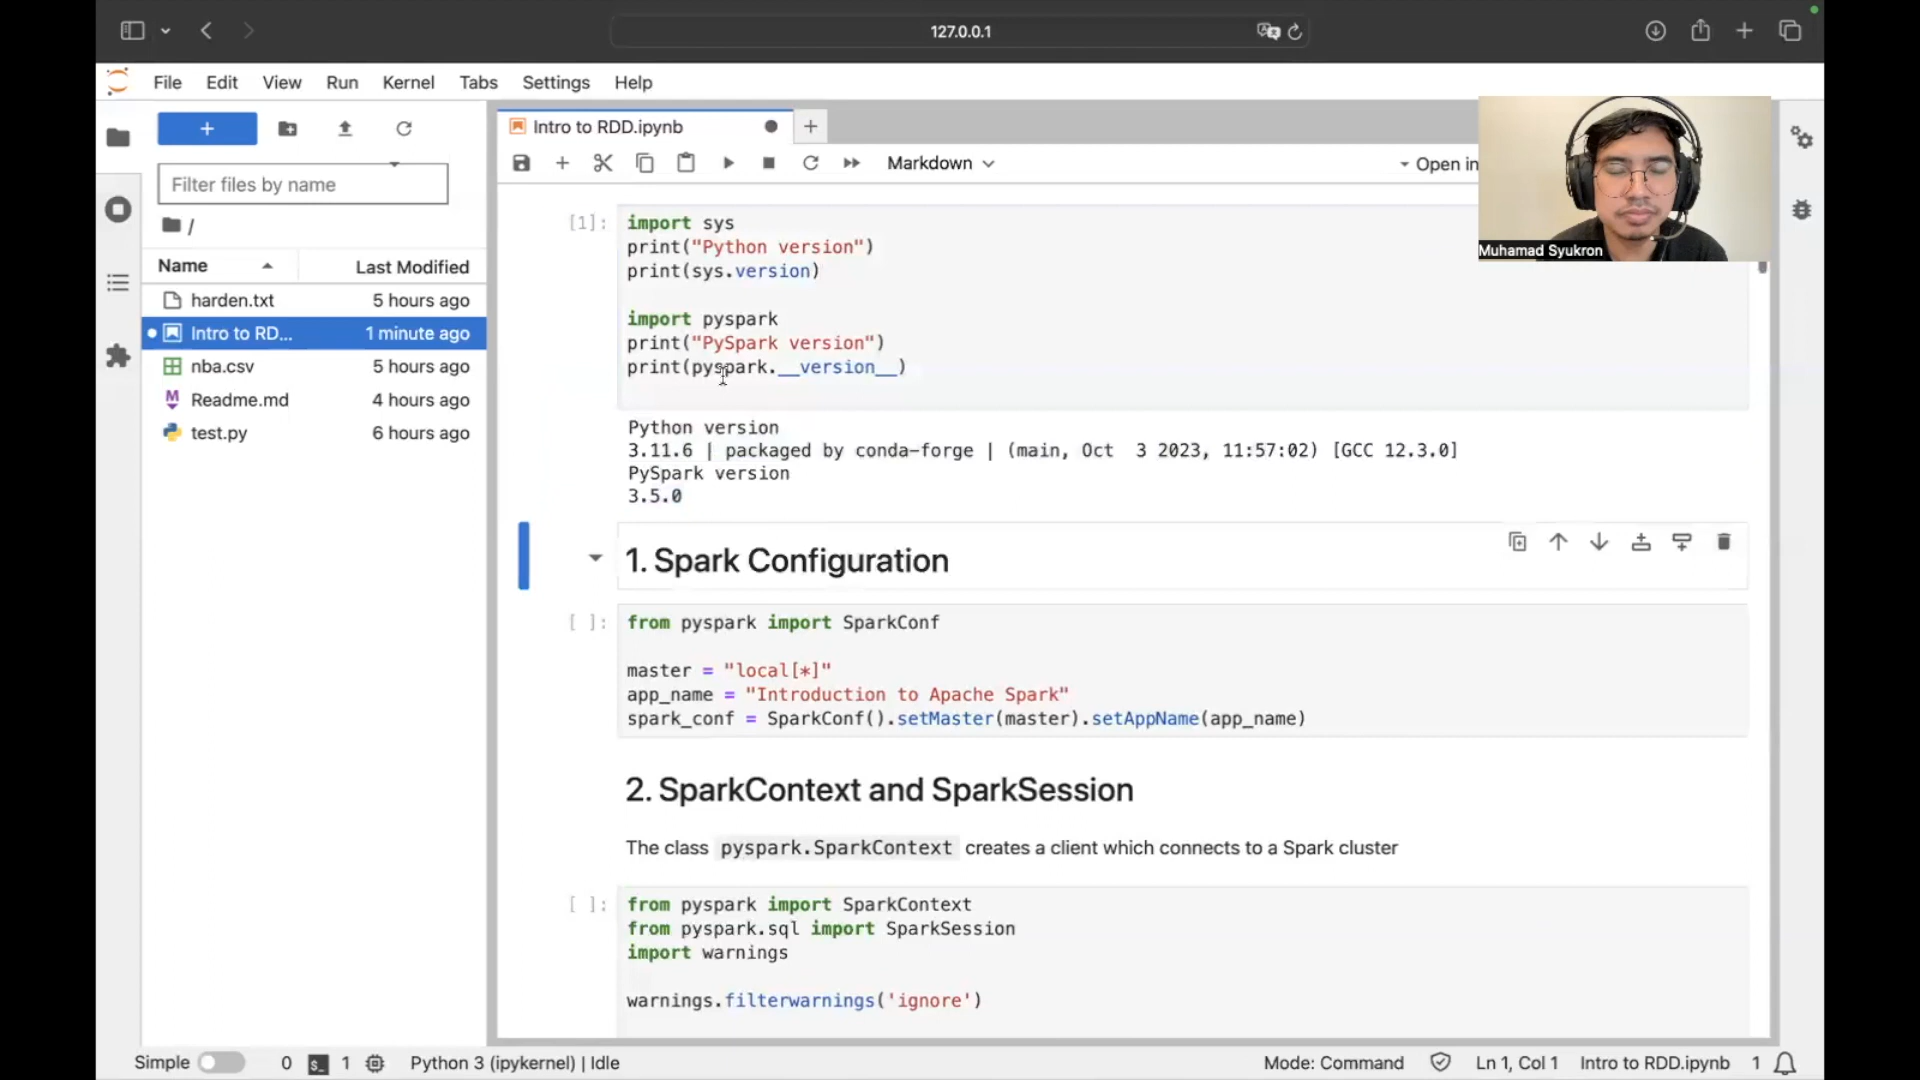 127.0.0.1
File Edit View Run Kernel Tabs Settings Help
Intro to RDD.ipynb
Markdown
Open in
Muhamad Syukron
Filter files by name
/
Name Last Modified
harden.txt 5 hours ago
Intro to RD... 1 minute ago
nba.csv 5 hours ago
Readme.md 4 hours ago
test.py 6 hours ago
[1]: import sys
print("Python version")
print(sys.version)
import pyspark
print("PySpark version")
print(pyspark.__version__)
Python version
3.11.6 | packaged by conda-forge | (main, Oct 3 2023, 11:57:02) [GCC 12.3.0]
PySpark version
3.5.0
1. Spark Configuration
[ ]: from pyspark import SparkConf
master = "local[*]"
app_name = "Introduction to Apache Spark"
spark_conf = SparkConf().setMaster(master).setAppName(app_name)
2. SparkContext and SparkSession
The class pyspark.SparkContext creates a client which connects to a Spark cluster
[ ]: from pyspark import SparkContext
from pyspark.sql import SparkSession
import warnings
warnings.filterwarnings('ignore')
Simple 0 1 Python 3 (ipykernel) | Idle Mode: Command Ln 1, Col 1 Intro to RDD.ipynb 1